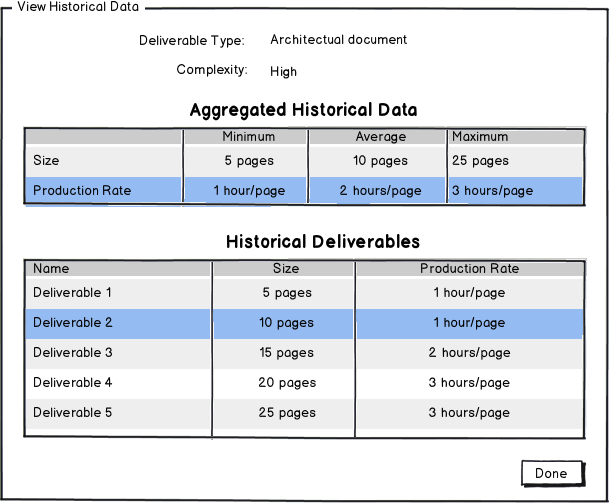 View Historical Data
Deliverable Type: Architectual document
Complexity: High
Aggregated Historical Data
Minimum Average Maximum
Size 5 pages 10 pages 25 pages
Production Rate 1 hour/page 2 hours/page 3 hours/page
Historical Deliverables
Name Size Production Rate
Deliverable 1 5 pages 1 hour/page
Deliverable 2 10 pages 1 hour/page
Deliverable 3 15 pages 2 hours/page
Deliverable 4 20 pages 3 hours/page
Deliverable 5 25 pages 3 hours/page
Done